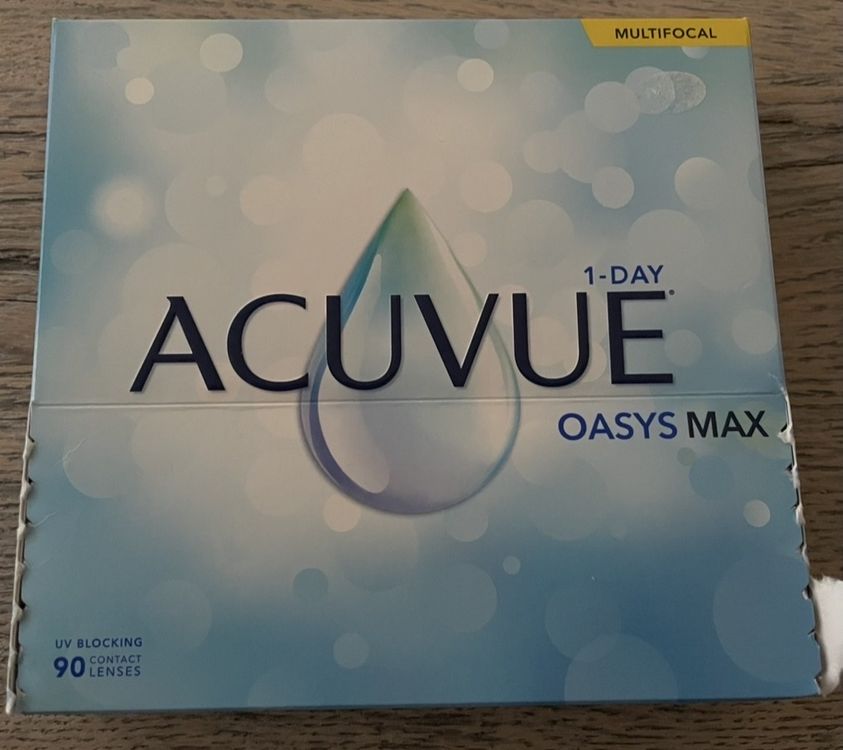 MULTIFOCAL
1-DAY
ACUVUE®
OASYS MAX
UV BLOCKING
90 CONTACT
LENSES